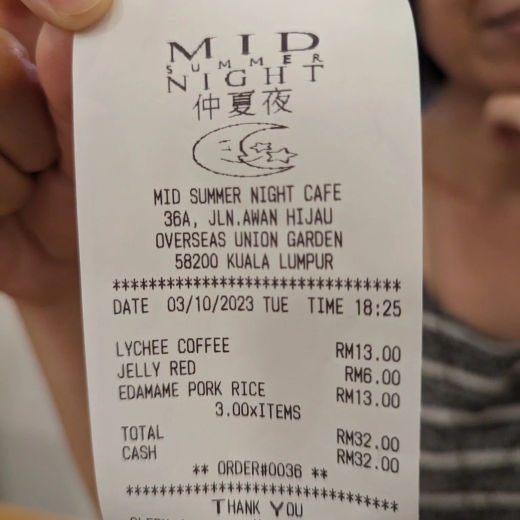 MID
SUMMER
NIGHT
仲夏夜
MID SUMMER NIGHT CAFE
36A, JLN.AWAN HIJAU
OVERSEAS UNION GARDEN
58200 KUALA LUMPUR
********************************
DATE 03/10/2023 TUE TIME 18:25
LYCHEE COFFEE RM13.00
JELLY RED RM6.00
EDAMAME PORK RICE RM13.00
3.00xITEMS
TOTAL RM32.00
CASH RM32.00
** ORDER#0036 **
********************************
THANK YOU